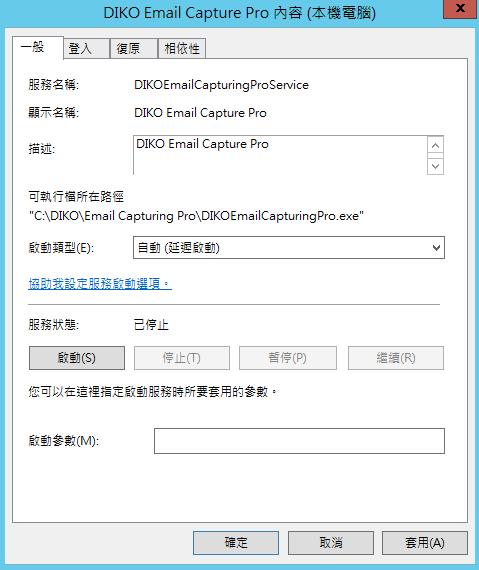 DIKO Email Capture Pro 內容 (本機電腦)
x
一般 登入 復原 相依性
服務名稱: DIKOEmailCapturingProService
顯示名稱: DIKO Email Capture Pro
描述: DIKO Email Capture Pro
可執行檔所在路徑
"C:\DIKO\Email Capturing Pro\DIKOEmailCapturingPro.exe"
啟動類型(E): 自動 (延遲啟動)
協助我設定服務啟動選項。
服務狀態: 已停止
啟動(S) 停止(T) 暫停(P) 繼續(R)
您可以在這裡指定啟動服務時所要套用的參數。
啟動參數(M):
確定 取消 套用(A)